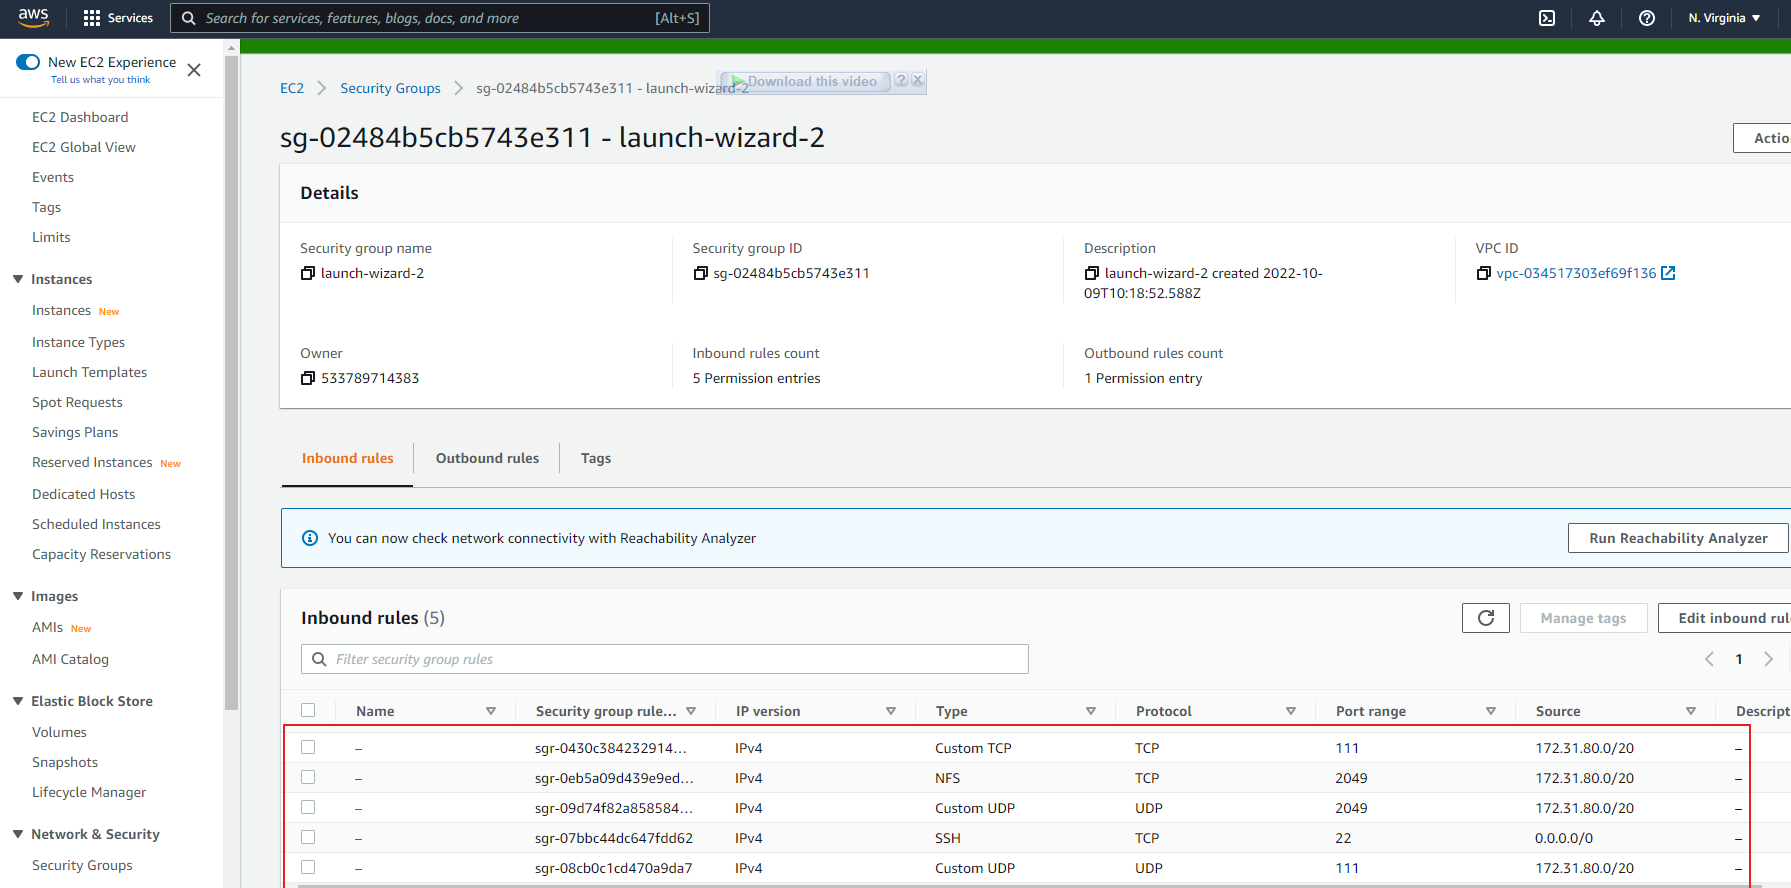 aws
Services
Search for services, features, blogs, docs, and more
[Alt+S]
N. Virginia
New EC2 Experience
Tell us what you think
EC2 Dashboard
EC2 Global View
Events
Tags
Limits
Instances
Instances New
Instance Types
Launch Templates
Spot Requests
Savings Plans
Reserved Instances New
Dedicated Hosts
Scheduled Instances
Capacity Reservations
Images
AMIs New
AMI Catalog
Elastic Block Store
Volumes
Snapshots
Lifecycle Manager
Network & Security
Security Groups
EC2 > Security Groups > sg-02484b5cb5743e311 - launch-wizard-2
Download this video ? X
sg-02484b5cb5743e311 - launch-wizard-2
Actio
Details
Security group name
launch-wizard-2
Security group ID
sg-02484b5cb5743e311
Description
launch-wizard-2 created 2022-10-
09T10:18:52.588Z
VPC ID
vpc-034517303ef69f136
Owner
533789714383
Inbound rules count
5 Permission entries
Outbound rules count
1 Permission entry
Inbound rules
Outbound rules
Tags
You can now check network connectivity with Reachability Analyzer
Run Reachability Analyzer
Inbound rules (5)
Manage tags
Edit inbound rul
Filter security group rules
1
Name Security group rule... IP version Type Protocol Port range Source Descript
– sgr-0430c384232914... IPv4 Custom TCP TCP 111 172.31.80.0/20 –
– sgr-0eb5a09d439e9ed... IPv4 NFS TCP 2049 172.31.80.0/20 –
– sgr-09d74f82a858584... IPv4 Custom UDP UDP 2049 172.31.80.0/20 –
– sgr-07bbc44dc647fdd62 IPv4 SSH TCP 22 0.0.0.0/0 –
– sgr-08cb0c1cd470a9da7 IPv4 Custom UDP UDP 111 172.31.80.0/20 –